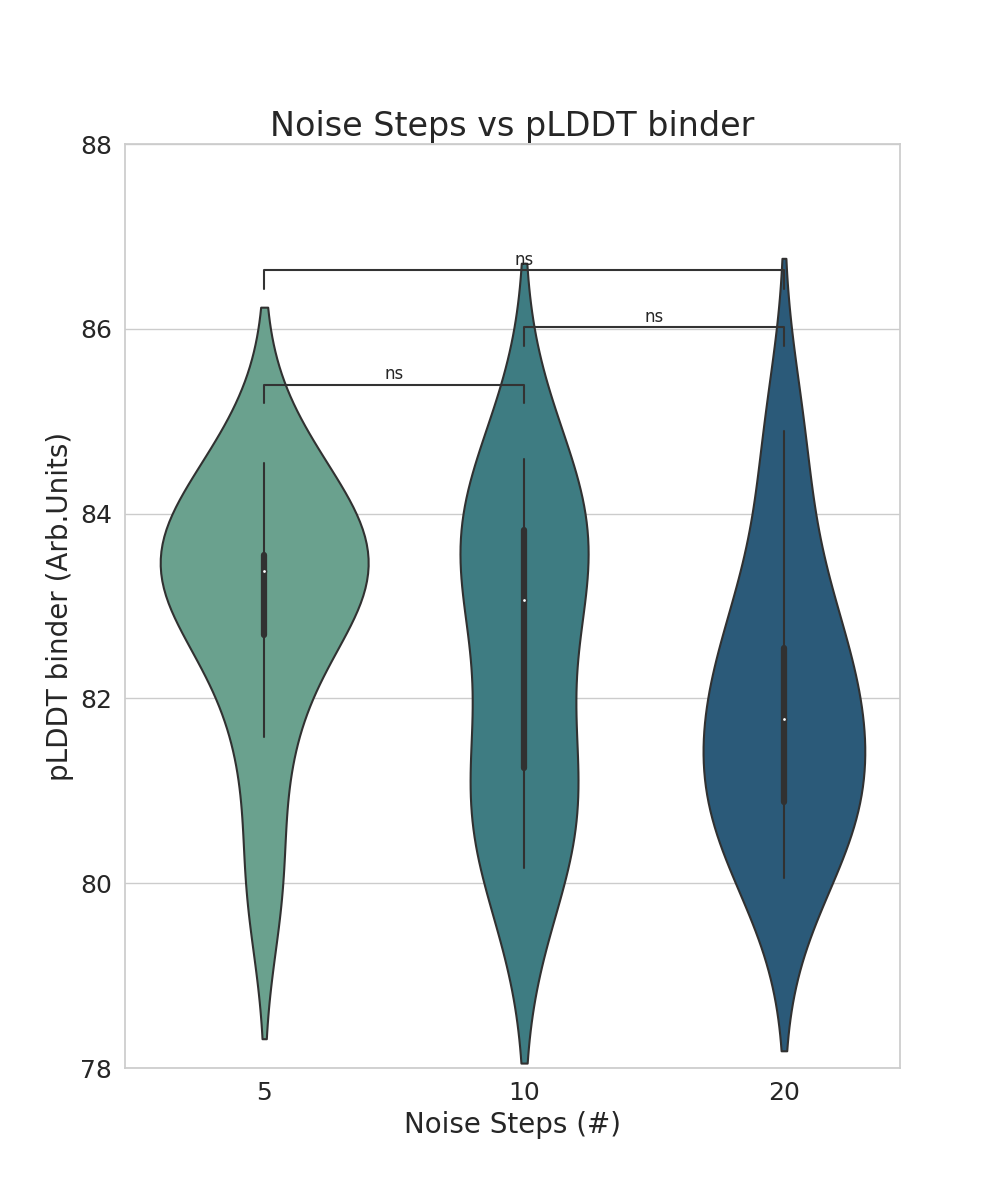 Noise Steps vs pLDDT binder
88
86
84
82
80
78
pLDDT binder (Arb.Units)
ns
ns
ns
5 10 20
Noise Steps (#)